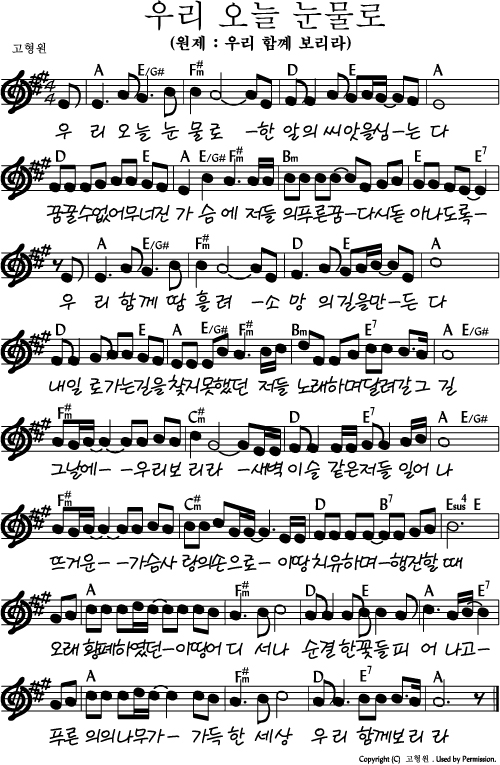 우리 오늘 눈물로
(원제 : 우리 함께 보리라)
고형원
A E/G# F#m D E A
우 리 오 늘 눈 물 로 -한 알의 씨앗을심-는 다
D E A E/G# F#m Bm E E7
꿈꿀수없어무너진 가 슴 에 저들 의푸른꿈-다시돋 아나도록-
A E/G# F#m D E A
우 리 함 께 땀 흘 려 -소 망 의길을만-든 다
D E A E/G# F#m Bm E7 A E/G#
내일 로가는길을 찾지못했던 저들 노래하며달려갈 그 길
F#m C#m D E7 A E/G#
그날에- -우리보 리라 -새벽 이슬 같은저들 일어 나
F#m C#m D B7 Esus4 E
뜨거운- -가슴사 랑의손으로- 이땅치유하며-행진할 때
A F#m D E A E
오래 황폐하였던-이땅어 디 서나 순결 한꽃들 피 어 나고-
A F#m D E7 A
푸른 의의나무가- 가득 한 세상 우 리 함께보리 라
Copyright (C) 고형원 . Used by Permission.